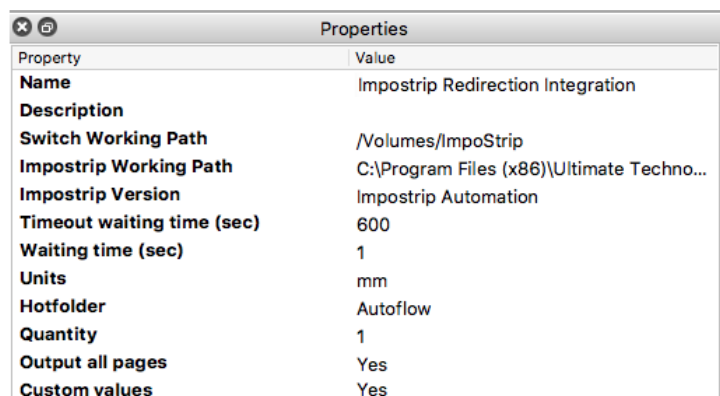 Properties
Property Value
Name Impostrip Redirection Integration
Description
Switch Working Path /Volumes/ImpoStrip
Impostrip Working Path C:\Program Files (x86)\Ultimate Techno...
Impostrip Version Impostrip Automation
Timeout waiting time (sec) 600
Waiting time (sec) 1
Units mm
Hotfolder Autoflow
Quantity 1
Output all pages Yes
Custom values Yes